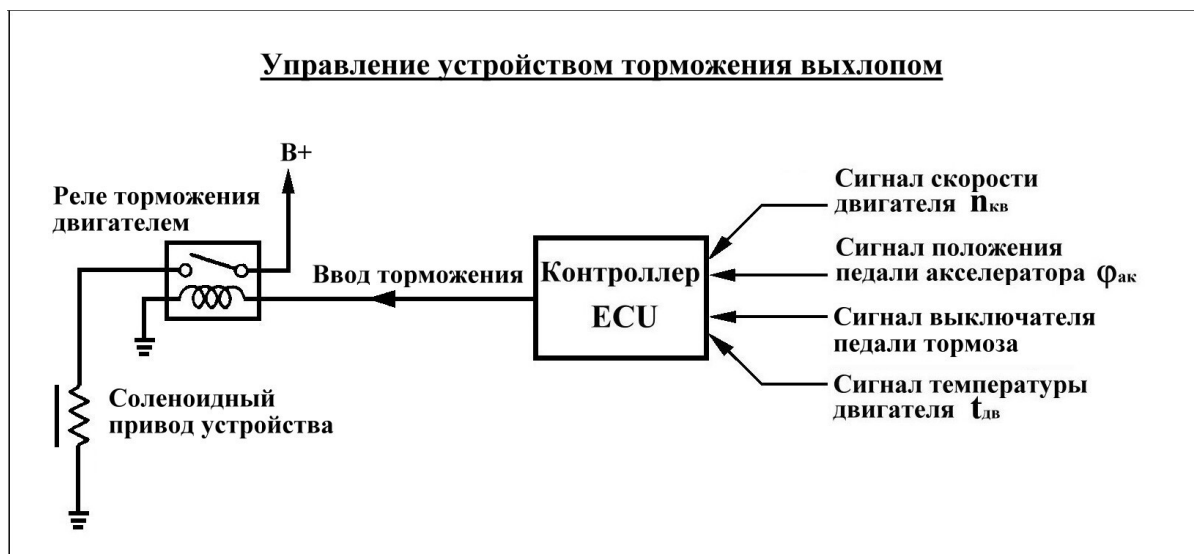 Управление устройством торможения выхлопом
В+
Реле торможения
двигателем
Ввод торможения
Соленоидный
привод устройства
Контроллер
ECU
Сигнал скорости
двигателя nкв
Сигнал положения
педали акселератора φак
Сигнал выключателя
педали тормоза
Сигнал температуры
двигателя tдв